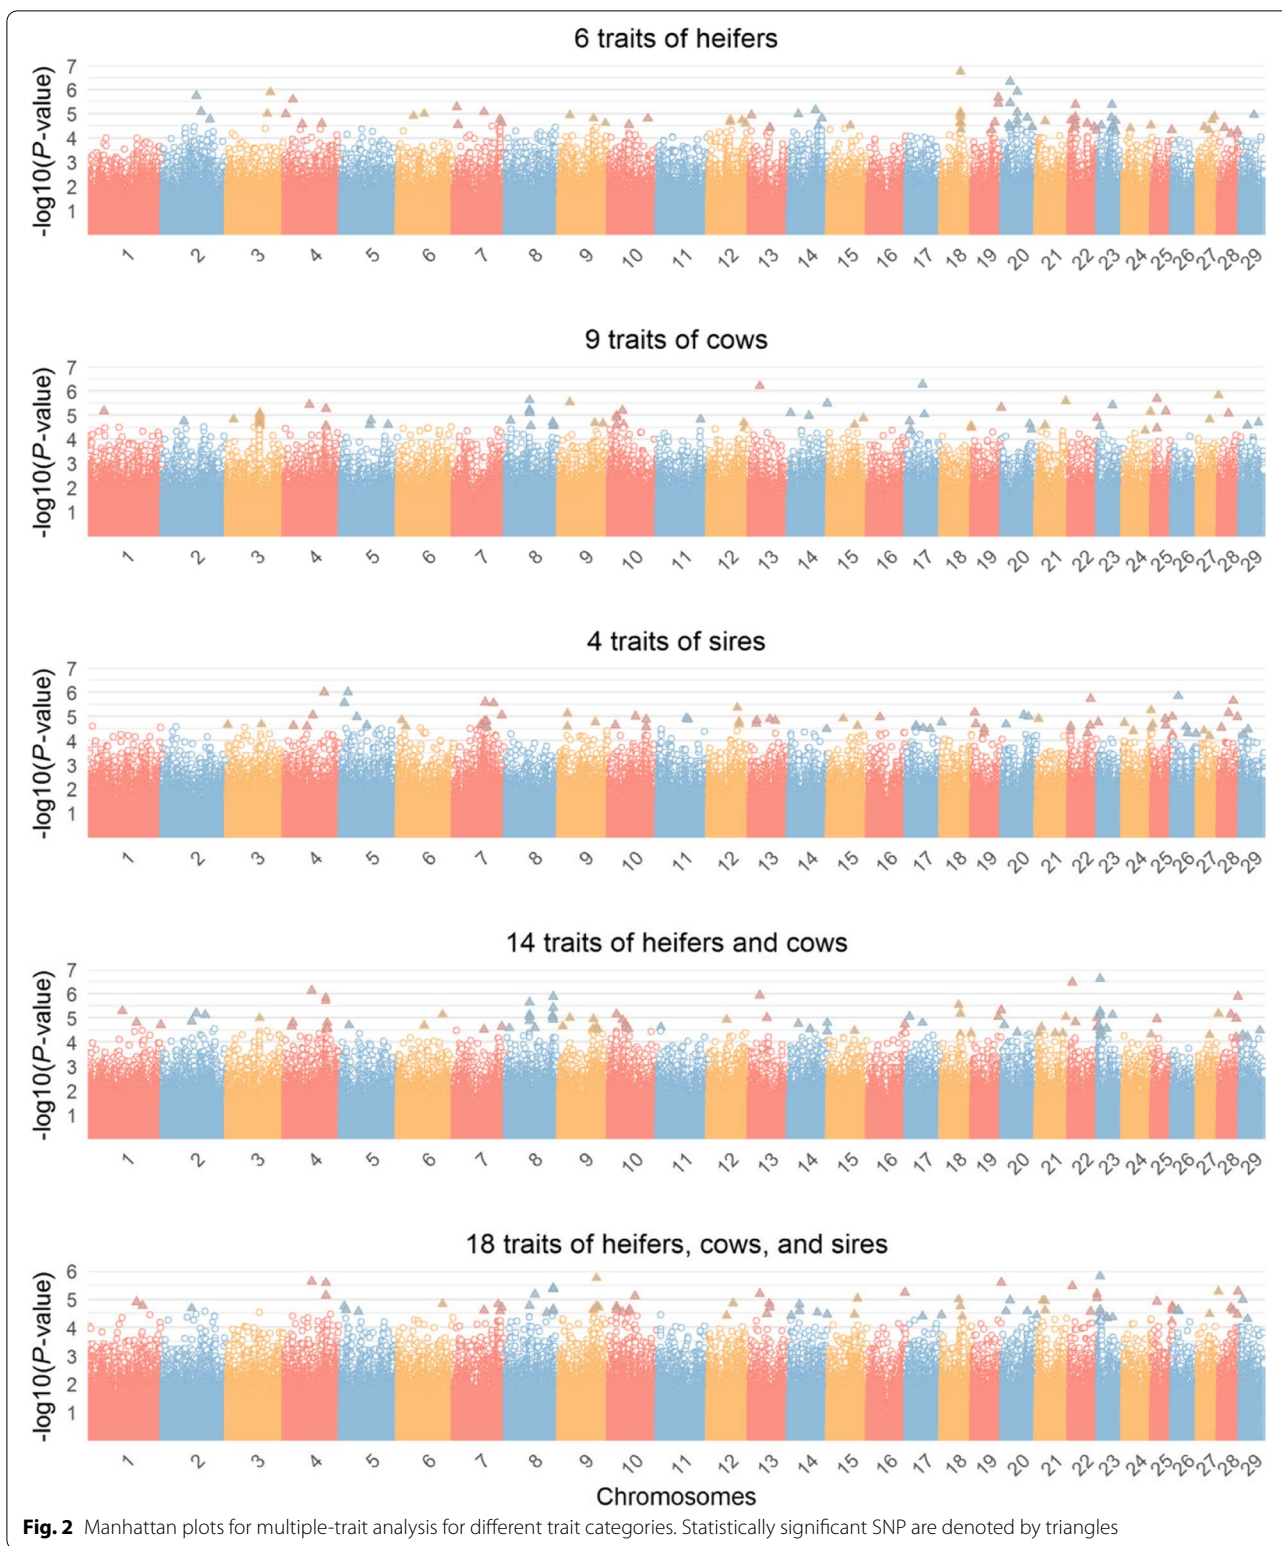 6 traits of heifers
-log10(P-value)
7
6
5
4
3
2
1
1 2 3 4 5 6 7 8 9 10 11 12 13 14 15 16 17 18 19 20 21 22 23 24 25 26 27 28 29
9 traits of cows
-log10(P-value)
7
6
5
4
3
2
1
1 2 3 4 5 6 7 8 9 10 11 12 13 14 15 16 17 18 19 20 21 22 23 24 25 26 27 28 29
4 traits of sires
-log10(P-value)
7
6
5
4
3
2
1
1 2 3 4 5 6 7 8 9 10 11 12 13 14 15 16 17 18 19 20 21 22 23 24 25 26 27 28 29
14 traits of heifers and cows
-log10(P-value)
7
6
5
4
3
2
1
1 2 3 4 5 6 7 8 9 10 11 12 13 14 15 16 17 18 19 20 21 22 23 24 25 26 27 28 29
18 traits of heifers, cows, and sires
-log10(P-value)
6
5
4
3
2
1
1 2 3 4 5 6 7 8 9 10 11 12 13 14 15 16 17 18 19 20 21 22 23 24 25 26 27 28 29
Chromosomes
Fig. 2 Manhattan plots for multiple-trait analysis for different trait categories. Statistically significant SNP are denoted by triangles